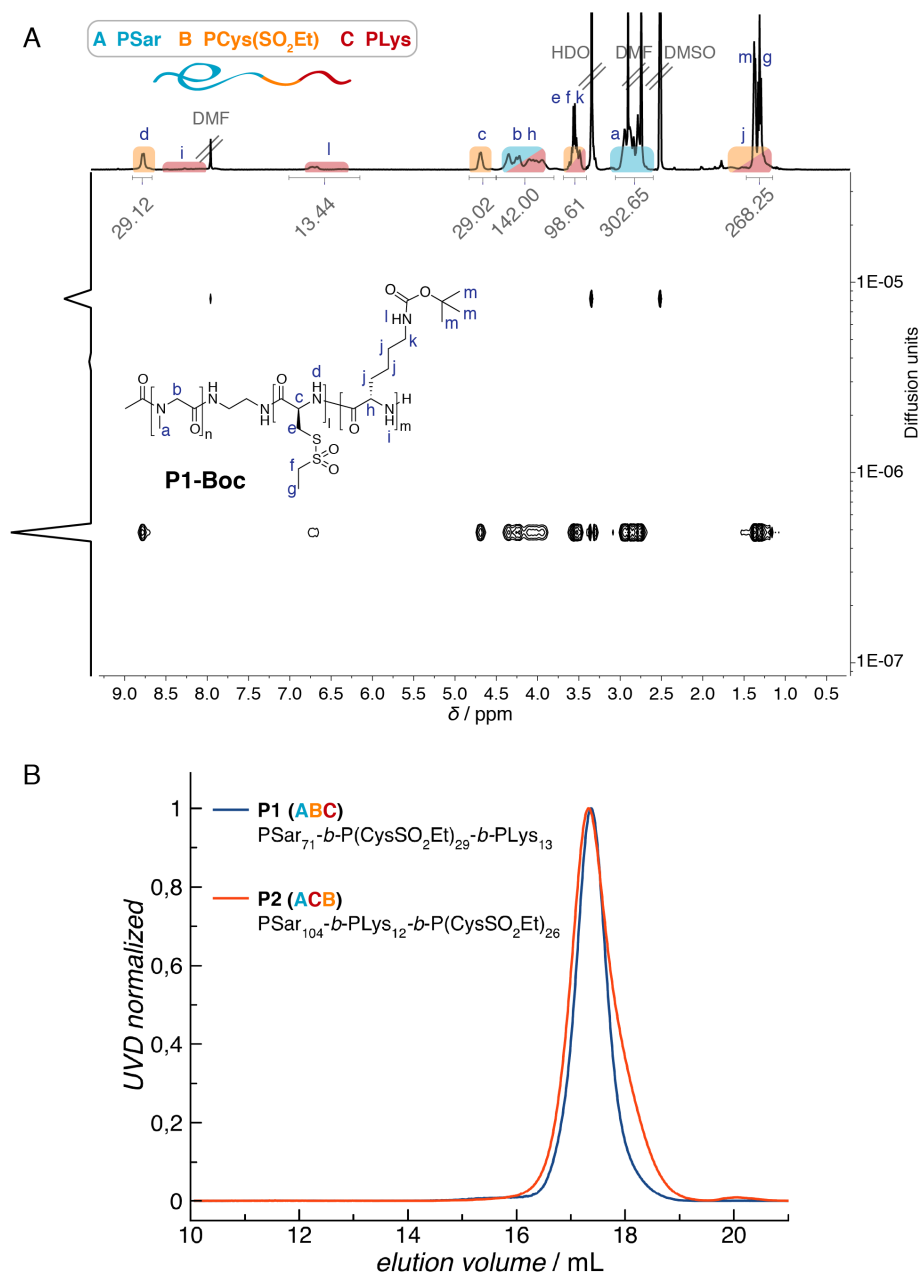 A
A PSar B PCys(SO2Et) C PLys
HDO DMF DMSO
DMF
d i l c b h e f k a m g j
29.12 13.44 29.02 142.00 98.61 302.65 268.25
1E-05
1E-06
1E-07
Diffusion units
O
O m
l HN m
m
j k
j
O b H N O d H N j
N O N H c O h N H H
a n e l i m
S
f S O
O
g
P1-Boc
9.0 8.5 8.0 7.5 7.0 6.5 6.0 5.5 5.0 4.5 4.0 3.5 3.0 2.5 2.0 1.5 1.0 0.5
δ / ppm
B
P1 (ABC)
PSar71-b-P(CysSO2Et)29-b-PLys13
P2 (ACB)
PSar104-b-PLys12-b-P(CysSO2Et)26
UVD normalized
1
0,8
0,6
0,4
0,2
0
10 12 14 16 18 20
elution volume / mL